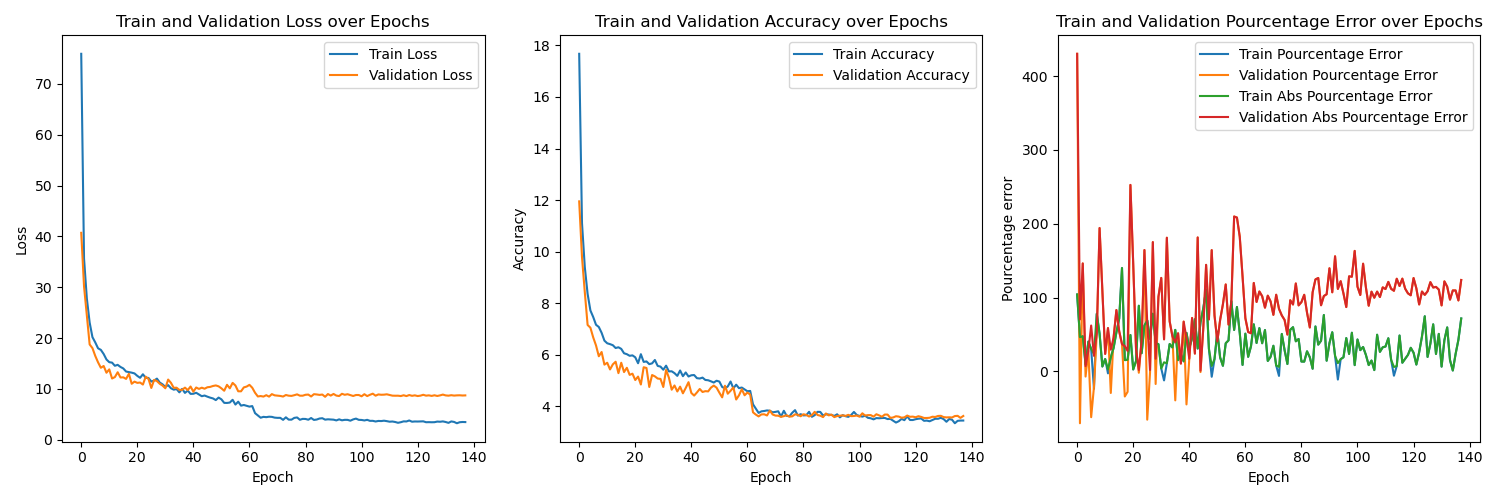 Train and Validation Loss over Epochs
Train Loss
Validation Loss
Loss
70
60
50
40
30
20
10
0
0 20 40 60 80 100 120 140
Epoch
Train and Validation Accuracy over Epochs
Train Accuracy
Validation Accuracy
Accuracy
18
16
14
12
10
8
6
4
0 20 40 60 80 100 120 140
Epoch
Train and Validation Pourcentage Error over Epochs
Train Pourcentage Error
Validation Pourcentage Error
Train Abs Pourcentage Error
Validation Abs Pourcentage Error
Pourcentage error
400
300
200
100
0
0 20 40 60 80 100 120 140
Epoch